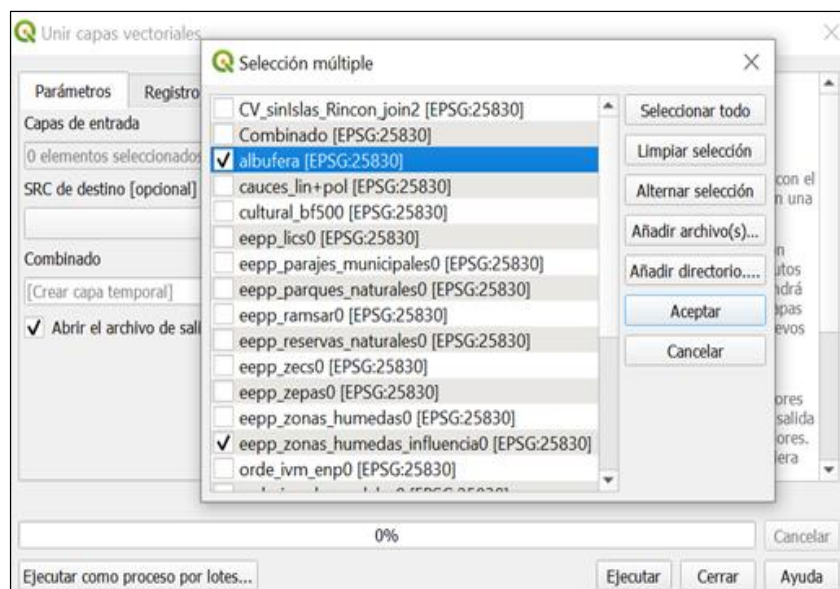 Unir capas vectoriales
Selección múltiple
Parámetros
Registro
Capas de entrada
0 elementos seleccionados
SRC de destino [opcional]
Combinado
[Crear capa temporal]
Abrir el archivo de sali
CV_sinIslas_Rincon_join2 [EPSG:25830]
Combinado [EPSG:25830]
albufera [EPSG:25830]
cauces_lin+pol [EPSG:25830]
cultural_bf500 [EPSG:25830]
eepp_lics0 [EPSG:25830]
eepp_parajes_municipales0 [EPSG:25830]
eepp_parques_naturales0 [EPSG:25830]
eepp_ramsar0 [EPSG:25830]
eepp_reservas_naturales0 [EPSG:25830]
eepp_zecs0 [EPSG:25830]
eepp_zepas0 [EPSG:25830]
eepp_zonas_humedas0 [EPSG:25830]
eepp_zonas_humedas_influencia0 [EPSG:25830]
orde_ivm_enp0 [EPSG:25830]
Seleccionar todo
Limpiar selección
Alternar selección
Añadir archivo(s)...
Añadir directorio....
Aceptar
Cancelar
con el
n una
utos
ndrá
apas
evos
ores
salida
ores.
era
0%
Cancelar
Ejecutar como proceso por lotes...
Ejecutar
Cerrar
Ayuda